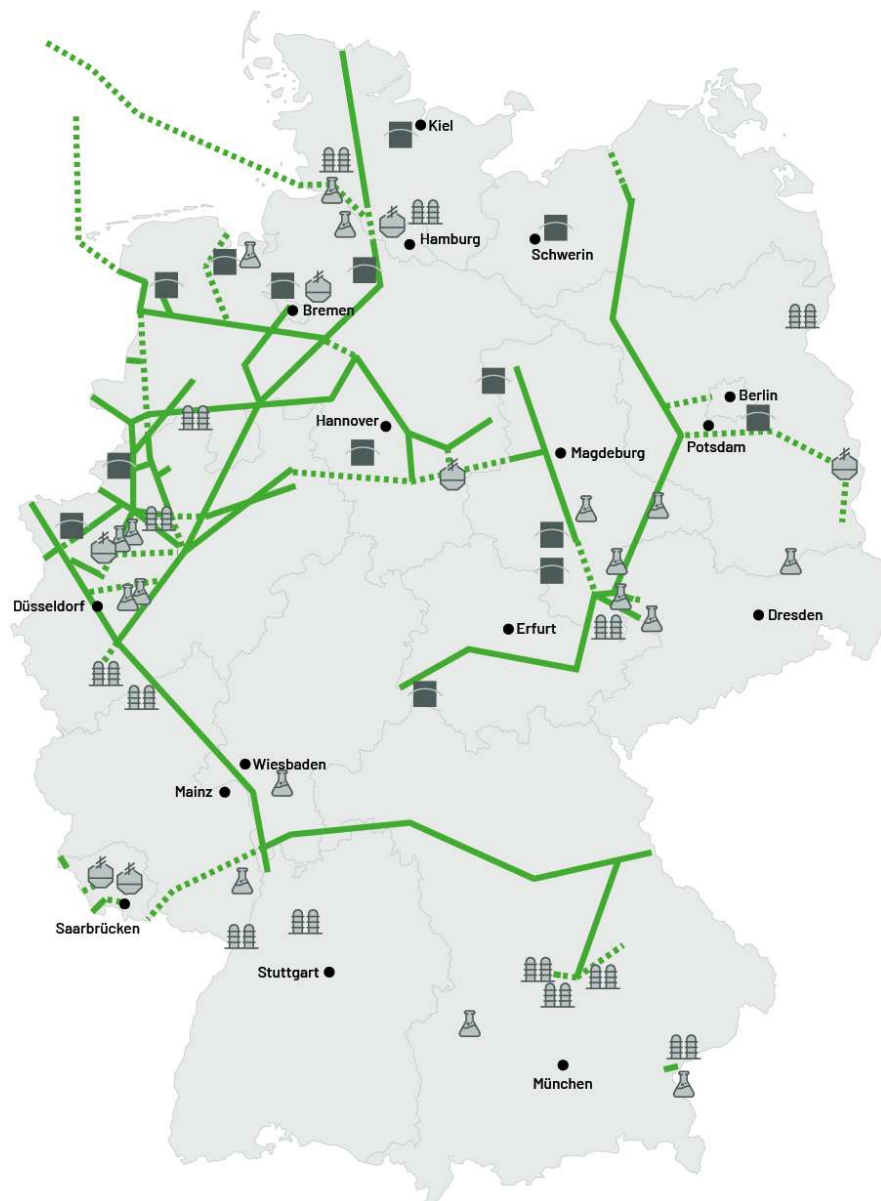 Kiel
Hamburg
Schwerin
Bremen
Berlin
Hannover
Potsdam
Magdeburg
Düsseldorf
Erfurt
Dresden
Wiesbaden
Mainz
Saarbrücken
Stuttgart
München